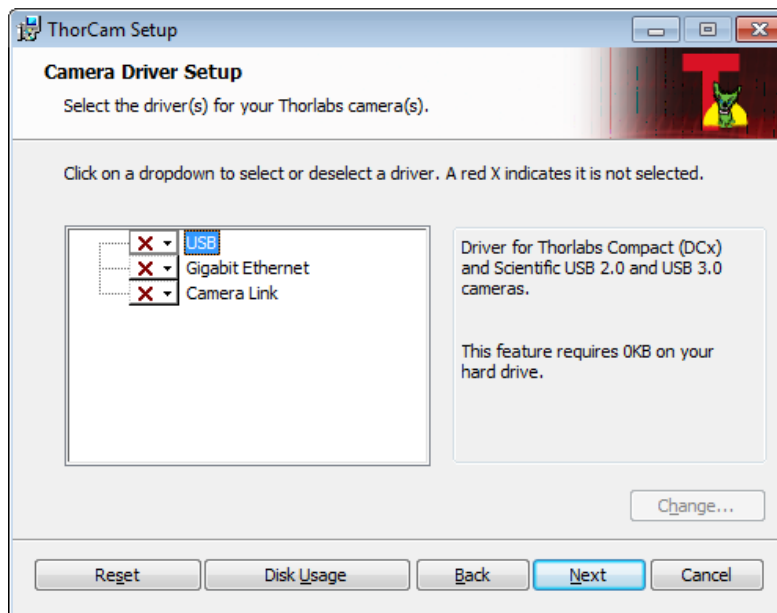 ThorCam Setup
Camera Driver Setup
Select the driver(s) for your Thorlabs camera(s).
Click on a dropdown to select or deselect a driver. A red X indicates it is not selected.
USB
Gigabit Ethernet
Camera Link
Driver for Thorlabs Compact (DCx)
and Scientific USB 2.0 and USB 3.0
cameras.
This feature requires 0KB on your
hard drive.
Change...
Reset
Disk Usage
Back
Next
Cancel